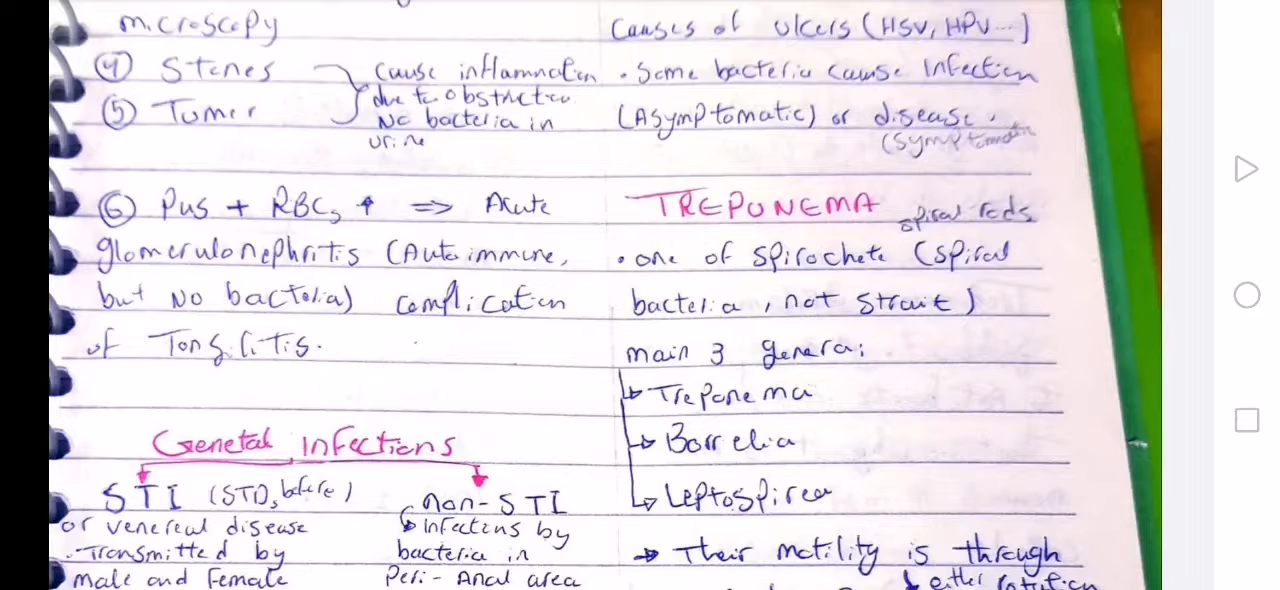 microscopy
④ Stones
⑤ Tumor
Cause inflammation
due to obstruction
No bacteria in
urine
⑥ Pus + RBCs ↑ => Acute
glomerulonephritis (Autoimmune,
but No bacteria) complication
of Tonsilitis.
Genetal infections
STI (STD, before)
or venereal disease
Transmitted by
male and Female
non-STI
infections by
bacteria in
Peri-Anal area
Causes of Ulcers (HSV, HPV...)
• Some bacteria cause Infection
(Asymptomatic) or disease.
(Symptomatic
TREPONEMA spiral rods
• one of spirochete (spiral
bacteria, not strait)
main 3 genera:
Treponema
Borrelia
Leptospirea
→ Their motility is through
either rotation